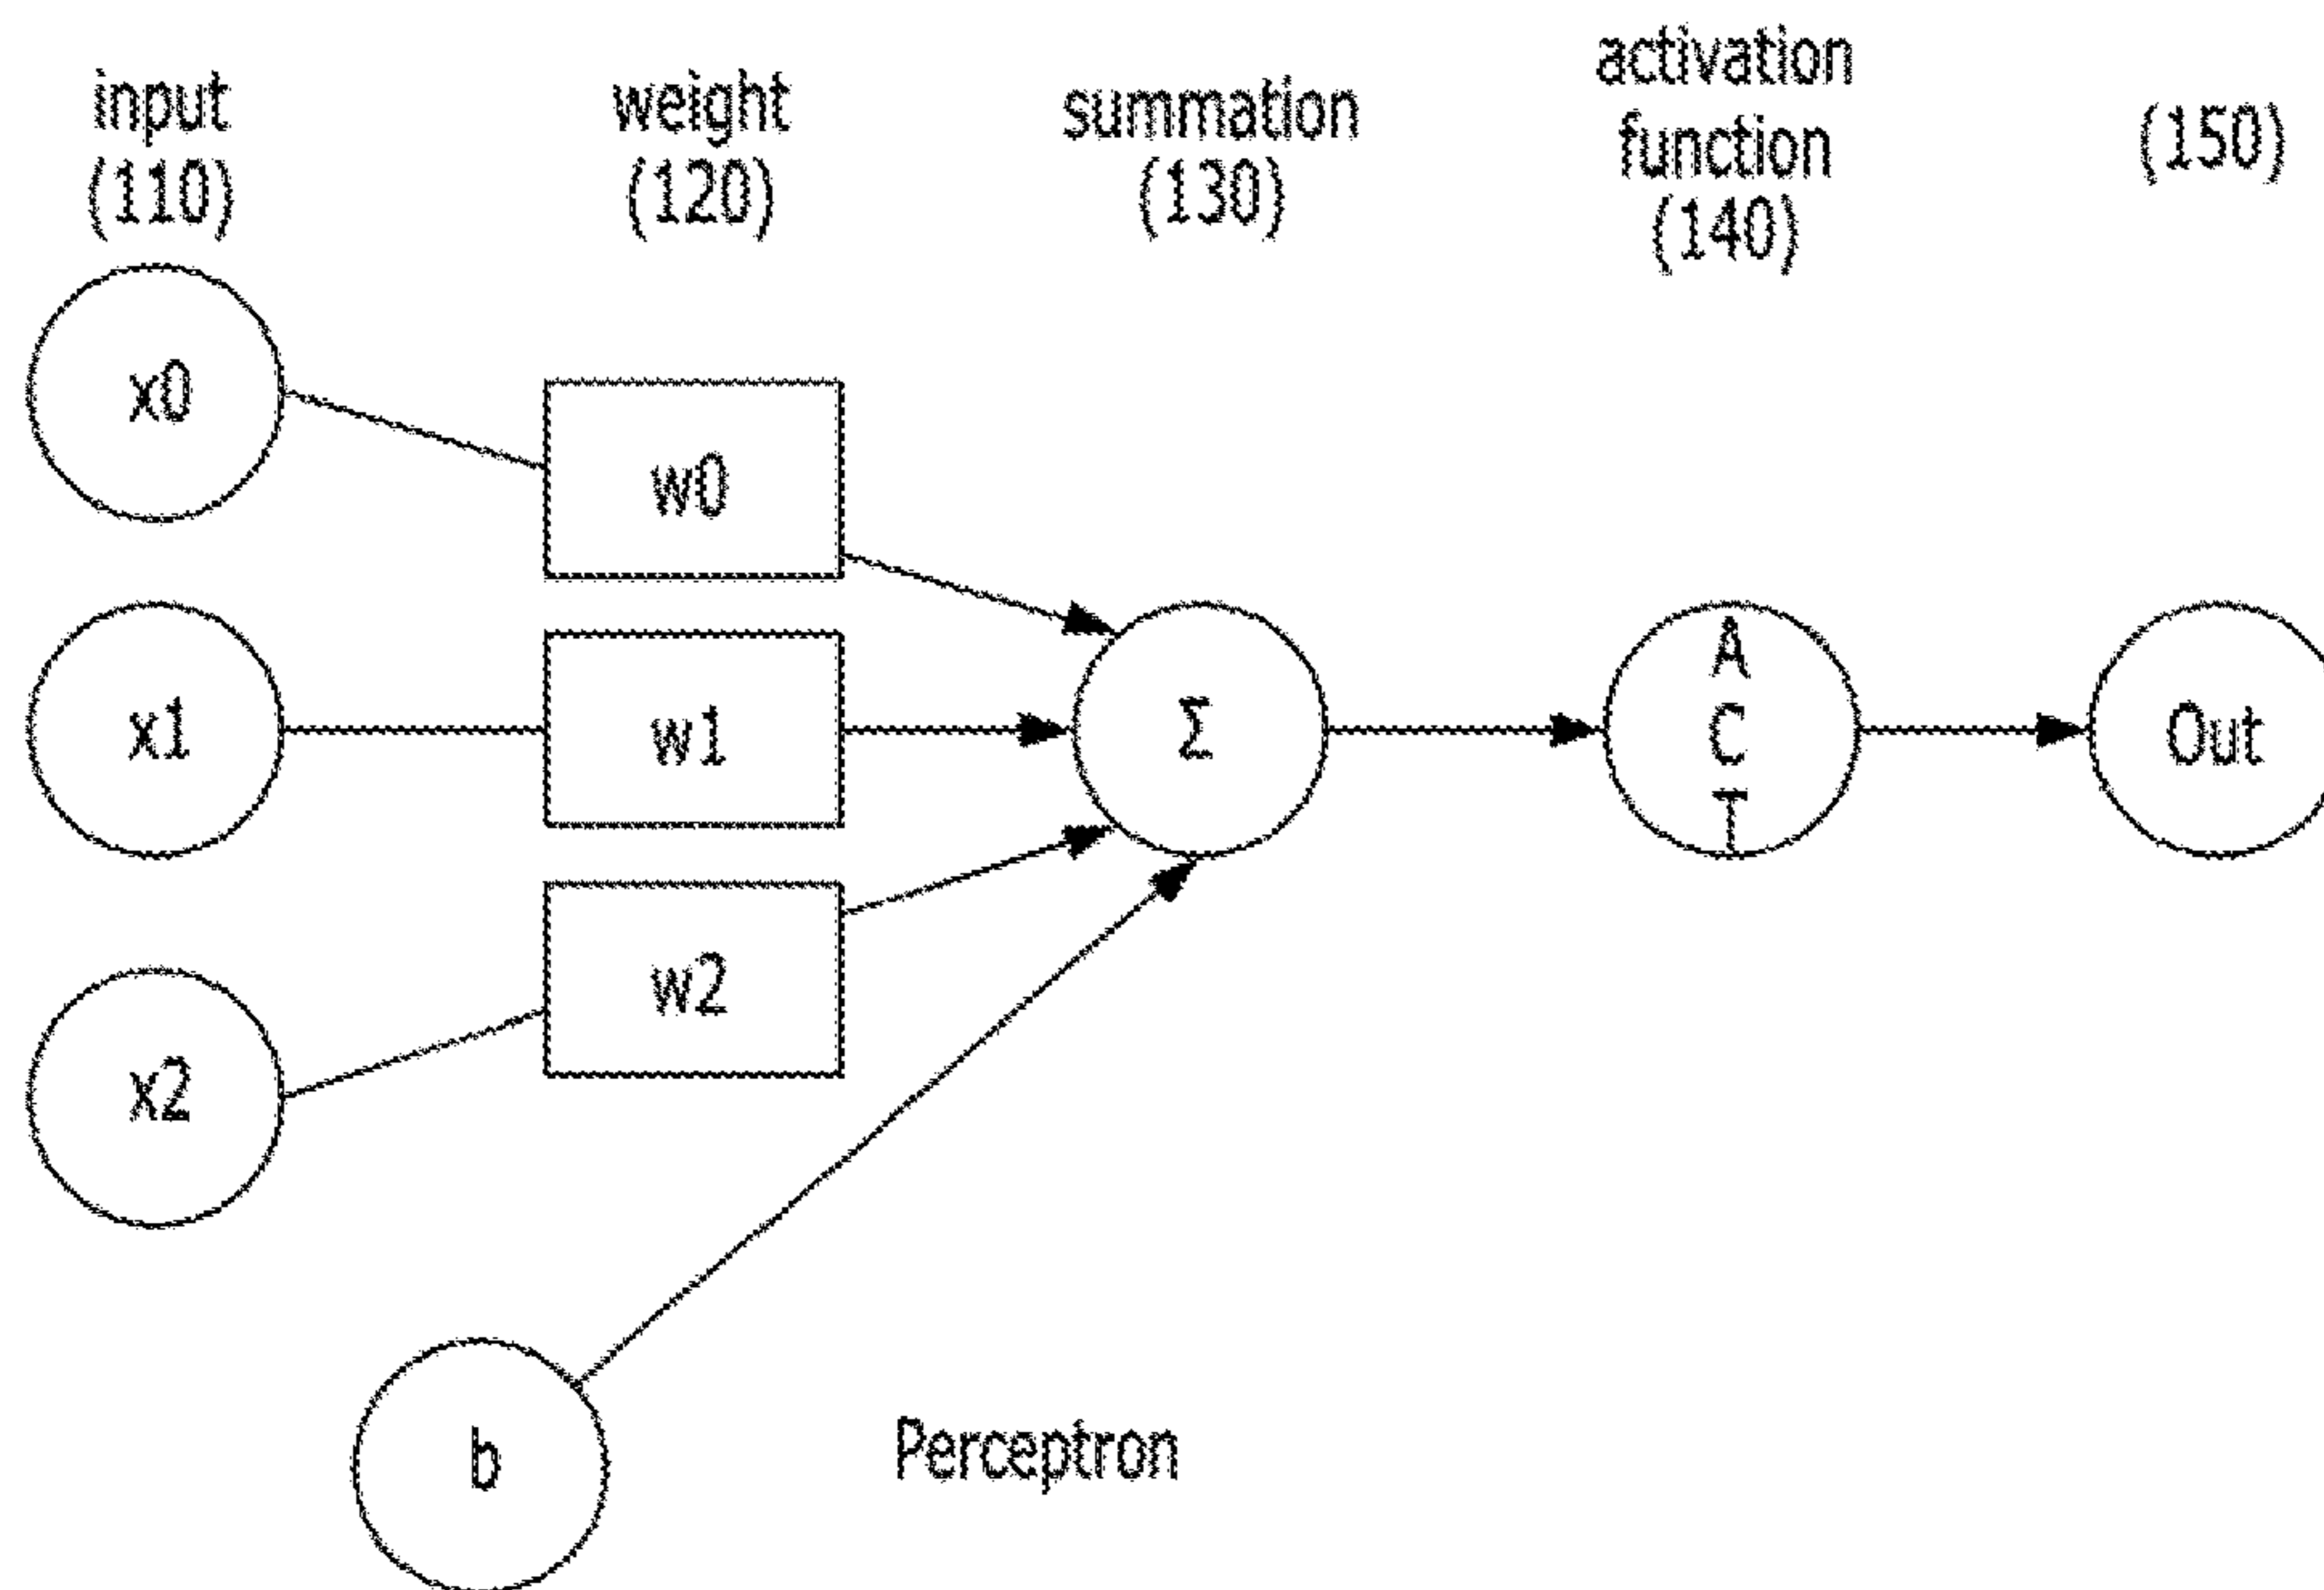 input
(110)
weight
(120)
summation
(130)
activation
function
(140)
(150)
x0
w0
x1
w1
Σ
A
C
T
Out
w2
x2
b
Perceptron